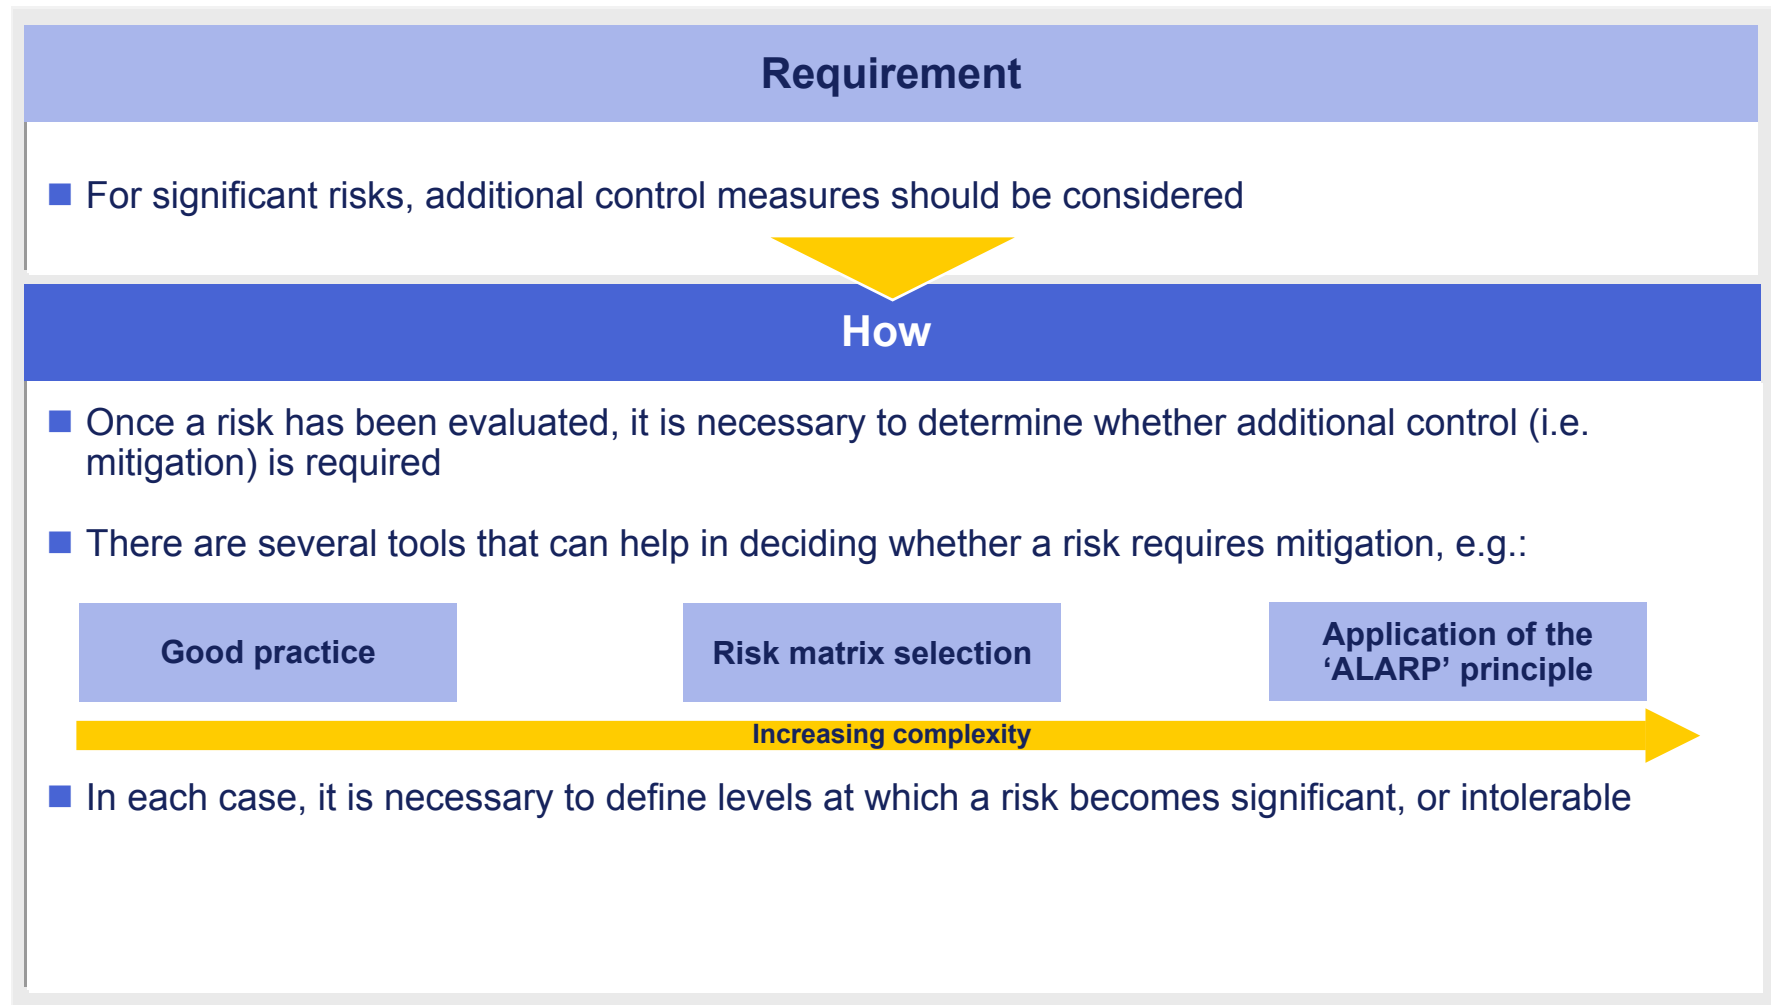 Requirement
For significant risks, additional control measures should be considered
How
Once a risk has been evaluated, it is necessary to determine whether additional control (i.e.
mitigation) is required
There are several tools that can help in deciding whether a risk requires mitigation, e.g.:
Good practice
Risk matrix selection
Application of the
‘ALARP’ principle
Increasing complexity
In each case, it is necessary to define levels at which a risk becomes significant, or intolerable